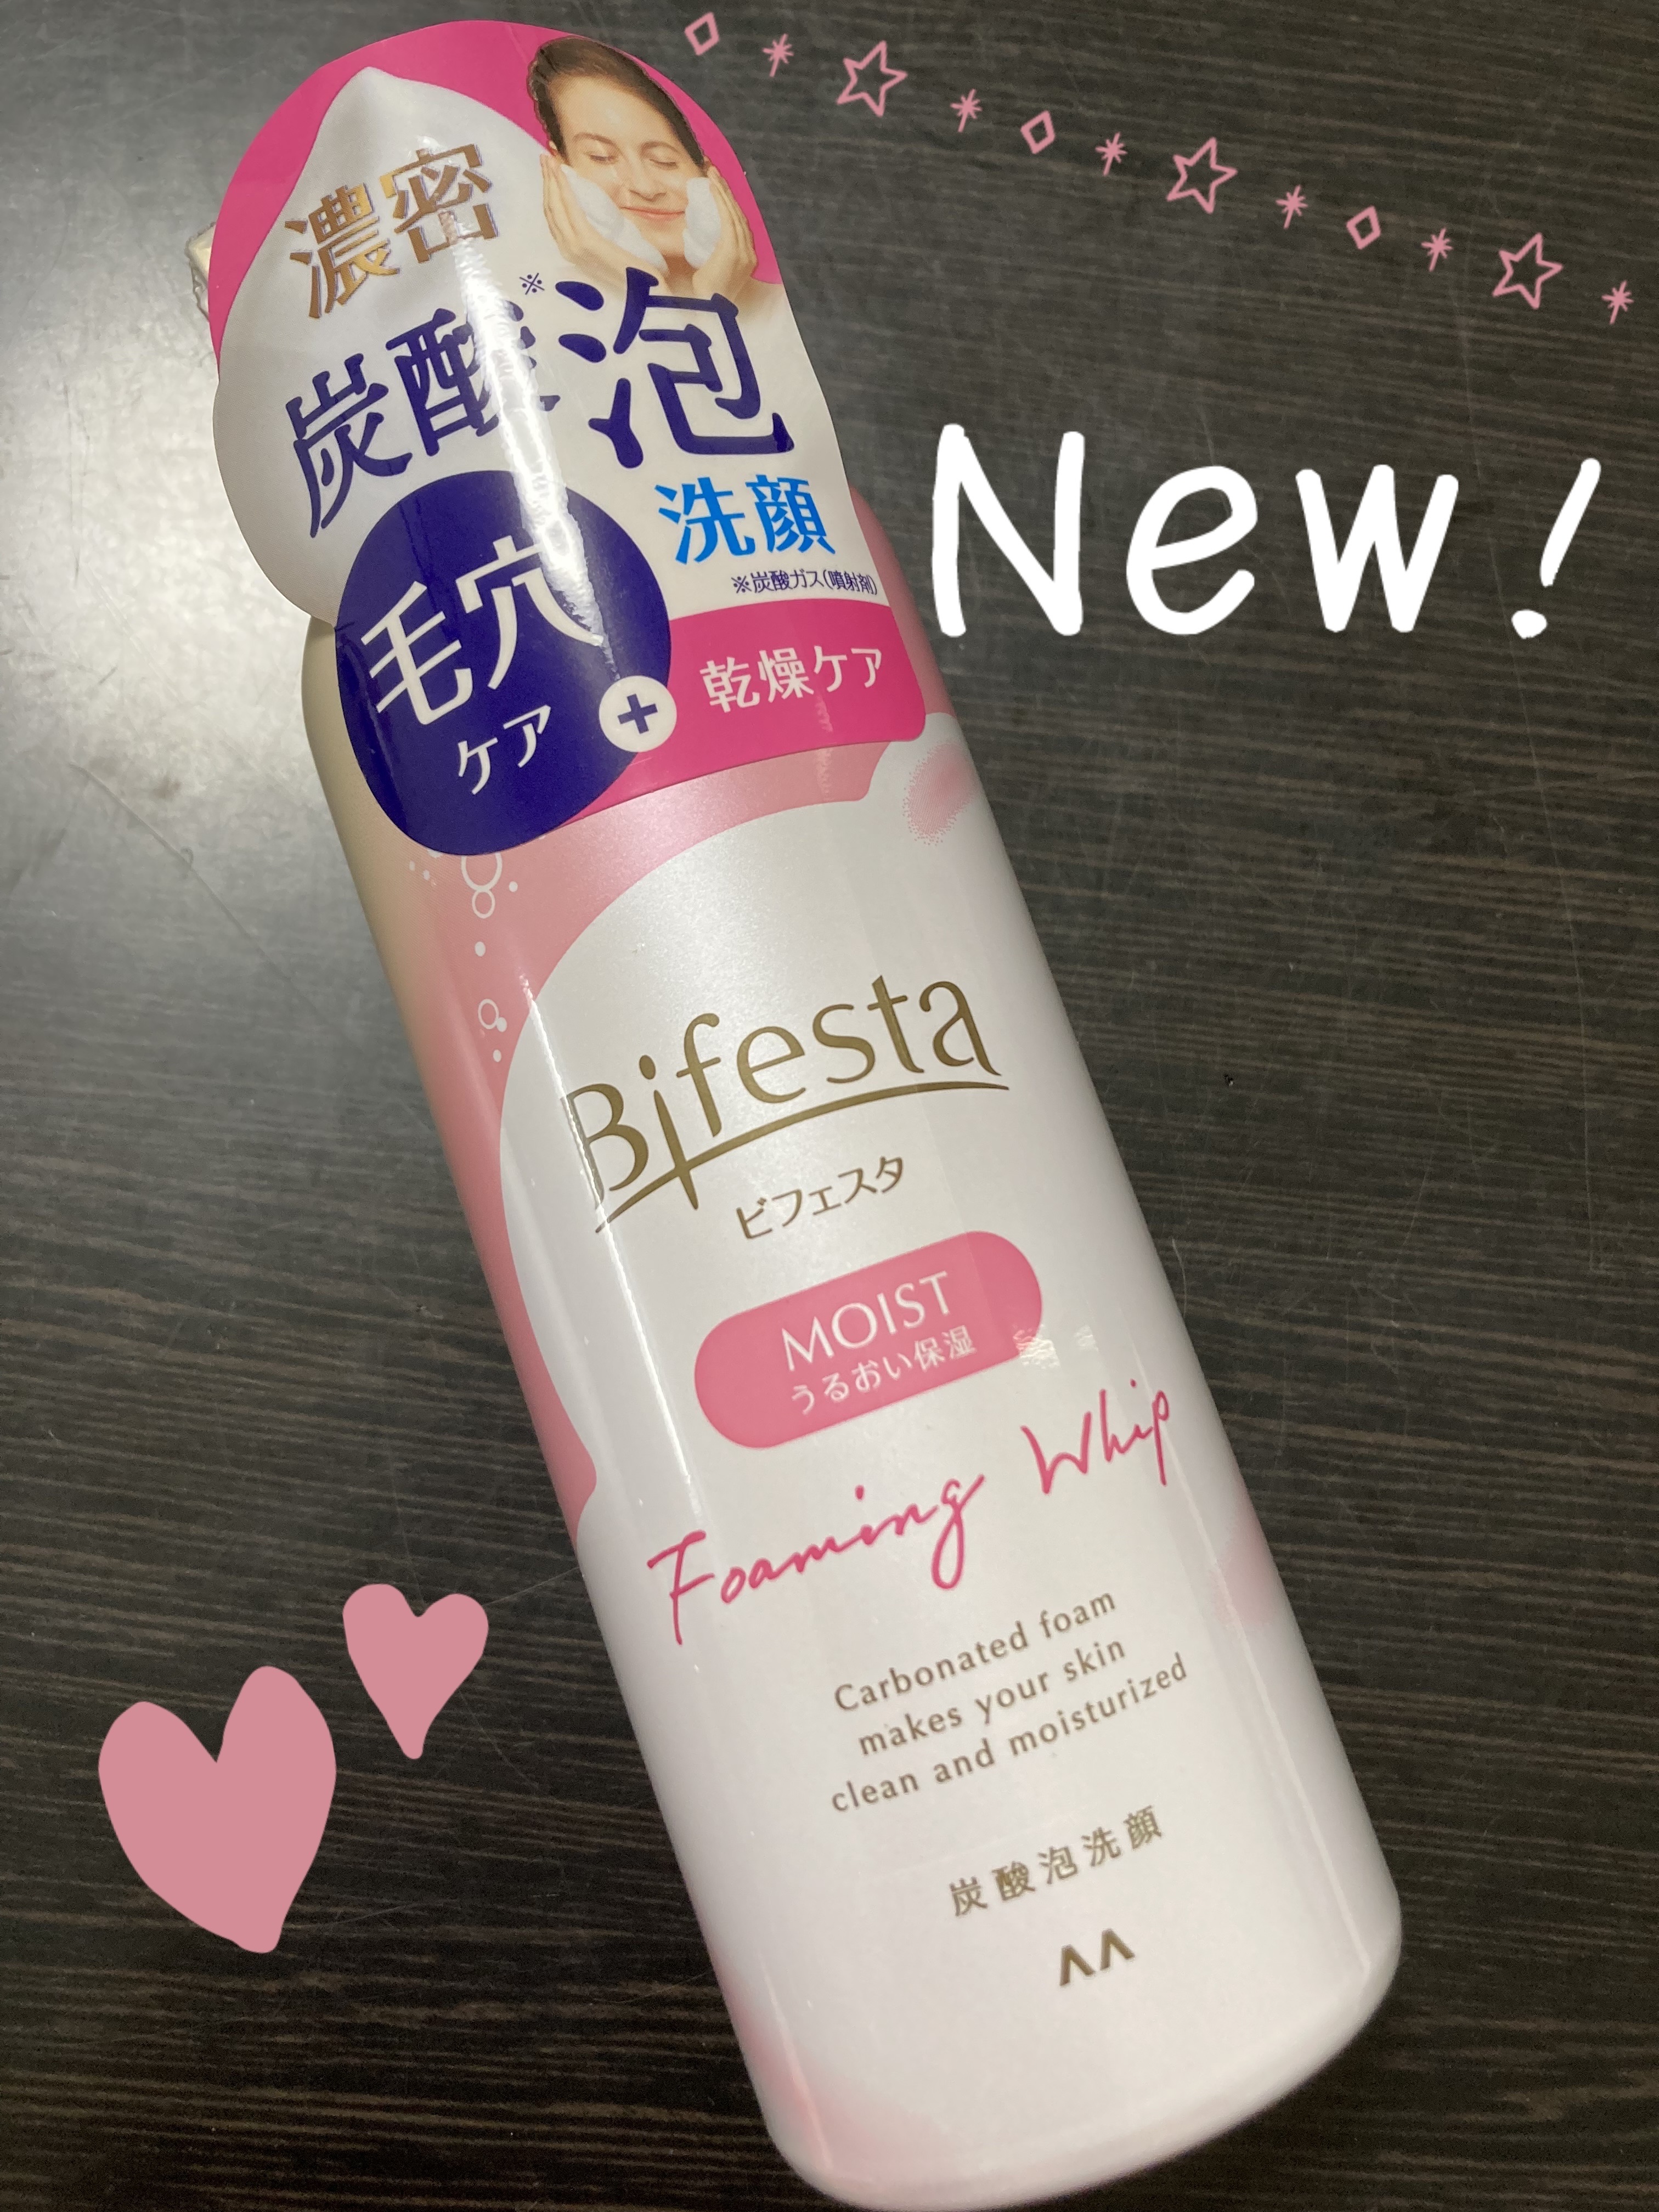 濃密
炭酸※泡
洗顔
※炭酸ガス(噴射剤)
毛穴
ケア
+
乾燥ケア
New!
Bifesta
ビフェスタ
MOIST
うるおい保湿
Foaming Whip
Carbonated foam
makes your skin
clean and moisturized
炭酸泡洗顔